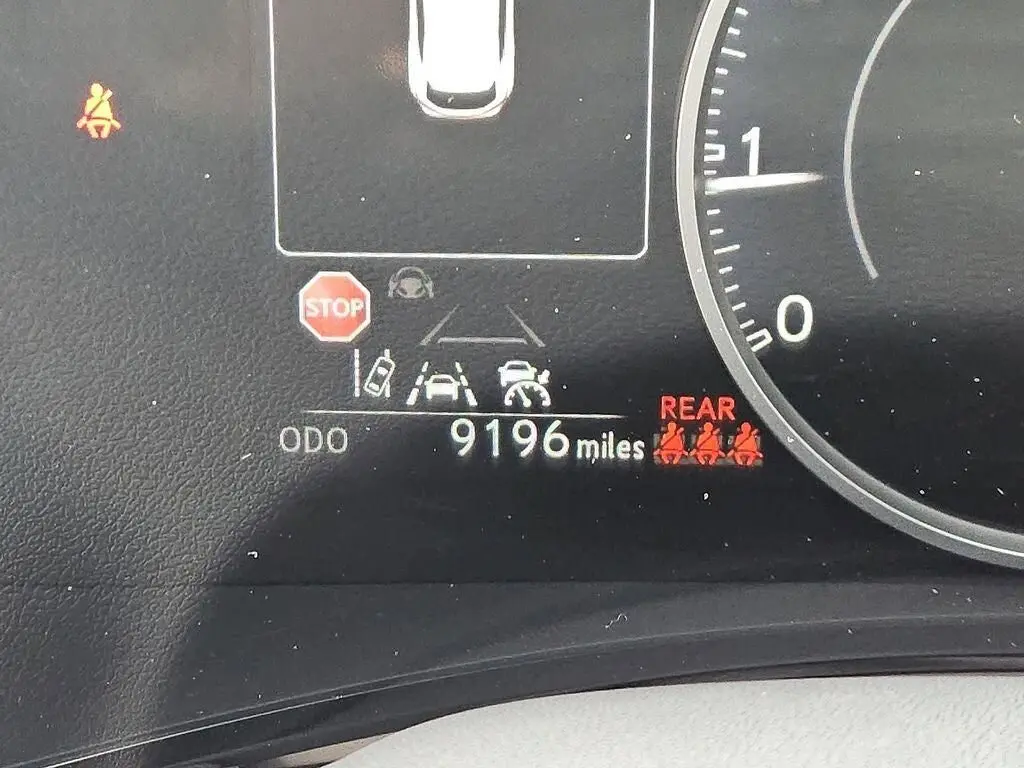 1
STOP
0
REAR
ODO 9196 miles